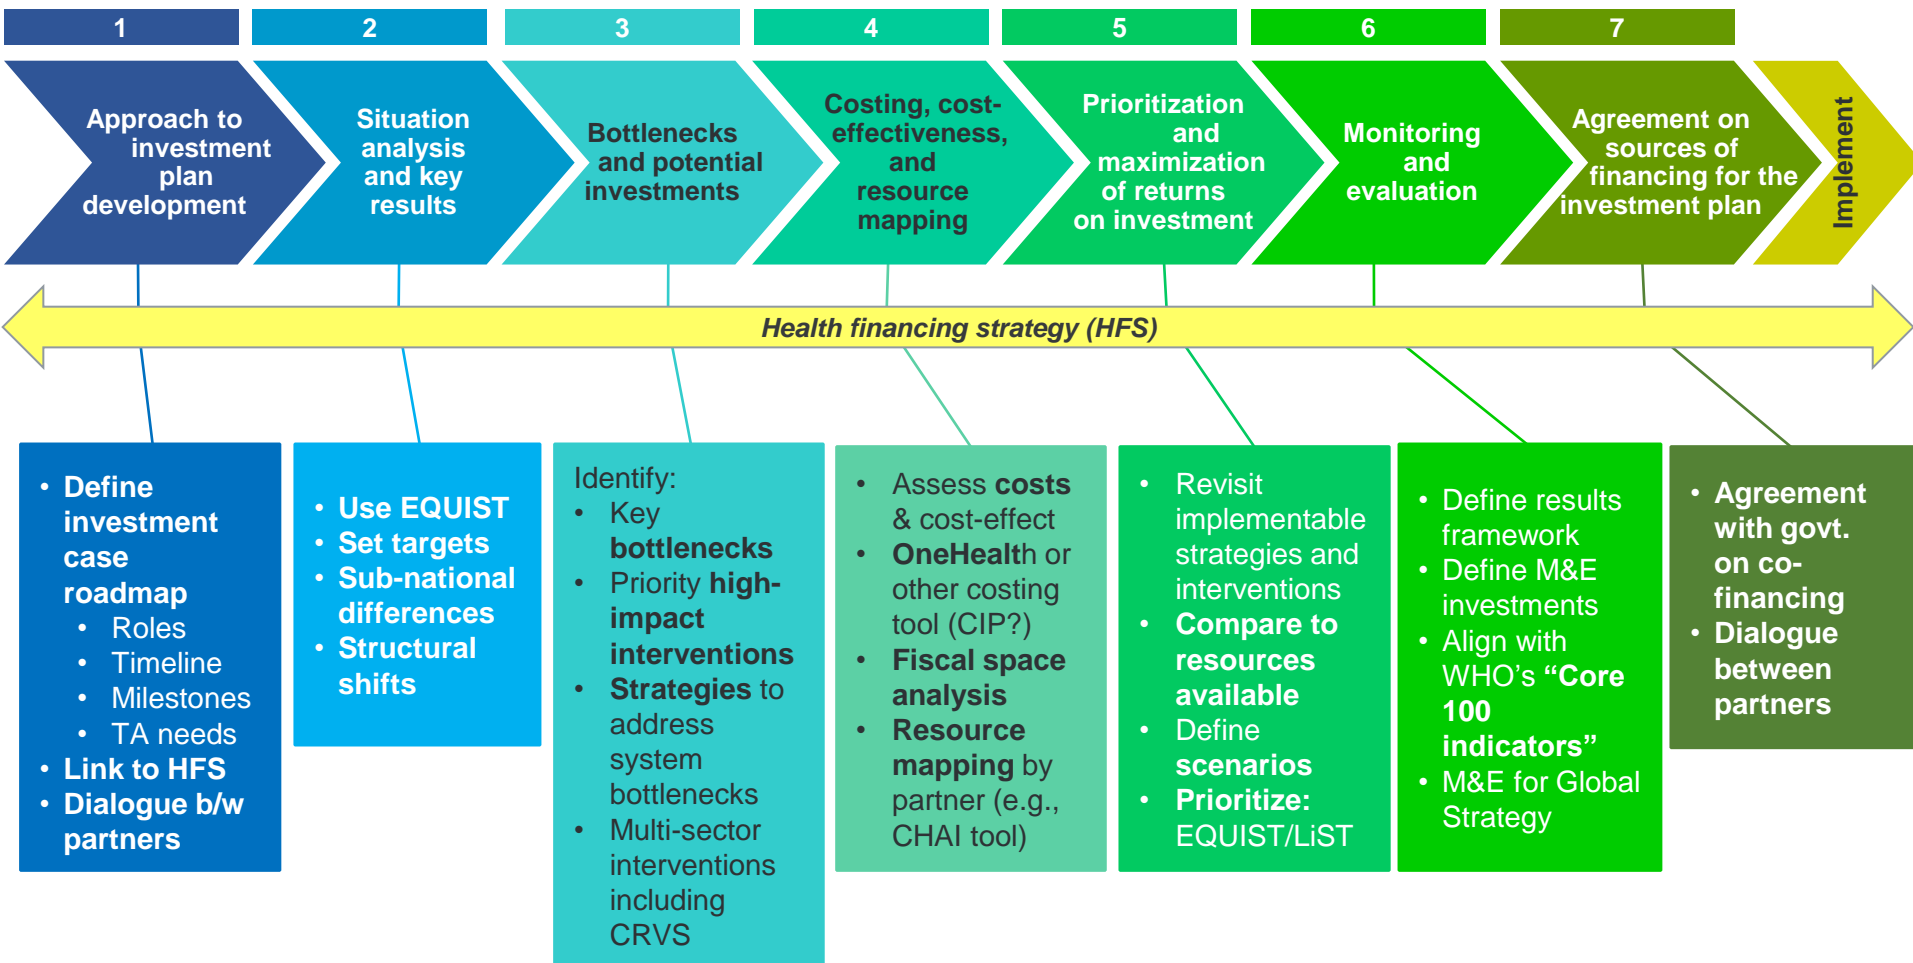 1
2
3
4
5
6
7
Approach to
investment
plan
development
Situation
analysis
and key
results
Bottlenecks
and potential
investments
Costing, cost-
effectiveness,
and
resource
mapping
Prioritization
and
maximization
of returns
on investment
Monitoring
and
evaluation
Agreement on
sources of
financing for the
investment plan
Implement
Health financing strategy (HFS)
• Define
investment
case
roadmap
• Roles
• Timeline
• Milestones
• TA needs
• Link to HFS
• Dialogue b/w
partners
• Use EQUIST
• Set targets
• Sub-national
differences
• Structural
shifts
Identify:
• Key
bottlenecks
• Priority high-
impact
interventions
• Strategies to
address
system
bottlenecks
• Multi-sector
interventions
including
CRVS
• Assess costs
& cost-effect
• OneHealth or
other costing
tool (CIP?)
• Fiscal space
analysis
• Resource
mapping by
partner (e.g.,
CHAI tool)
• Revisit
implementable
strategies and
interventions
• Compare to
resources
available
• Define
scenarios
• Prioritize:
EQUIST/LiST
• Define results
framework
• Define M&E
investments
• Align with
WHO’s “Core
100
indicators”
• M&E for Global
Strategy
• Agreement
with govt.
on co-
financing
• Dialogue
between
partners